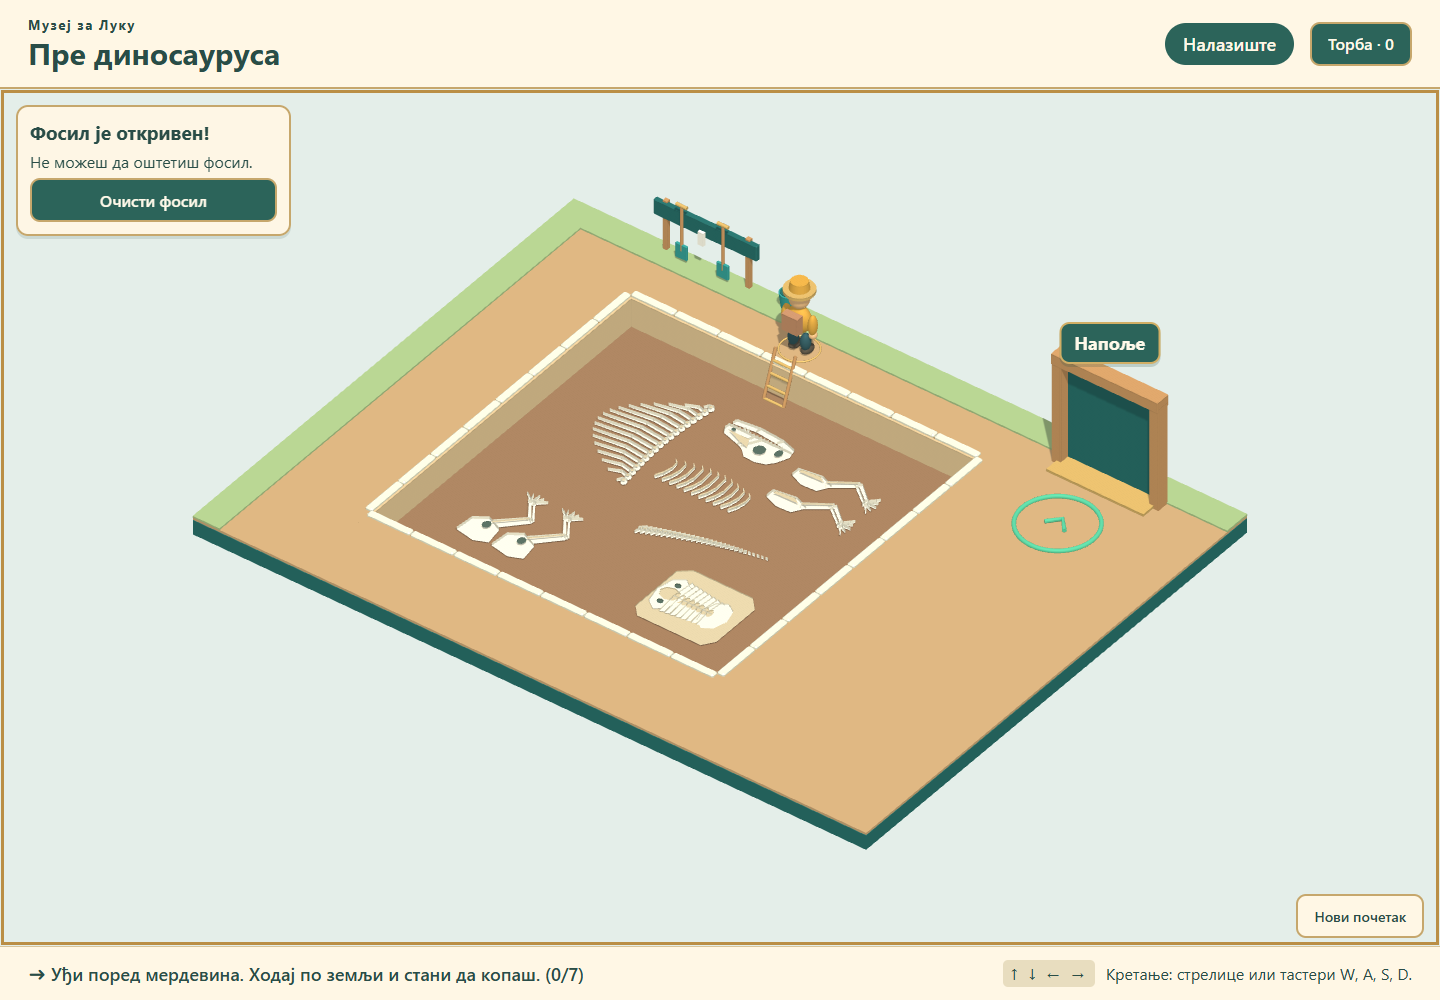 Музеј за Луку
Пре диносауруса
Налазиште
Торба · 0
Фосил је откривен!
Не можеш да оштетиш фосил.
Очисти фосил
Напоље
Нови почетак
→ Уђи поред мердевина. Ходај по земљи и стани да копаш. (0/7)
↑ ↓ ← → Кретање: стрелице или тастери W, A, S, D.